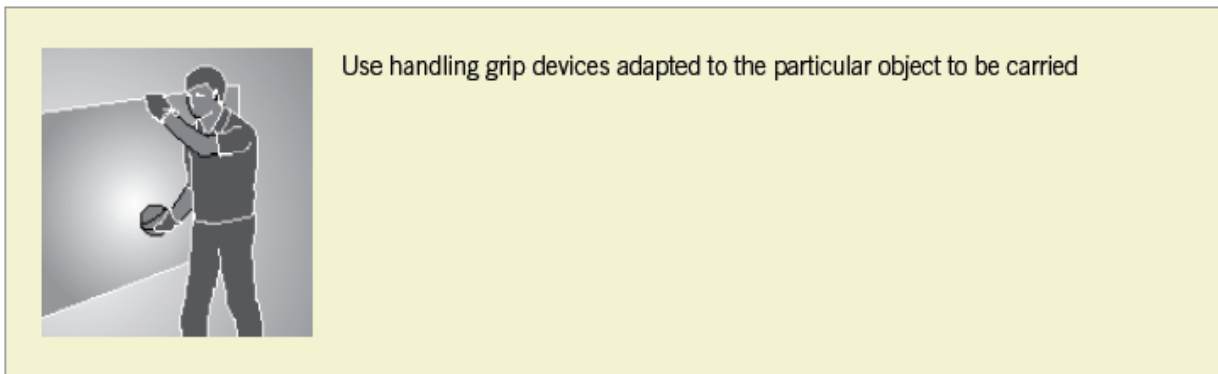 Use handling grip devices adapted to the particular object to be carried